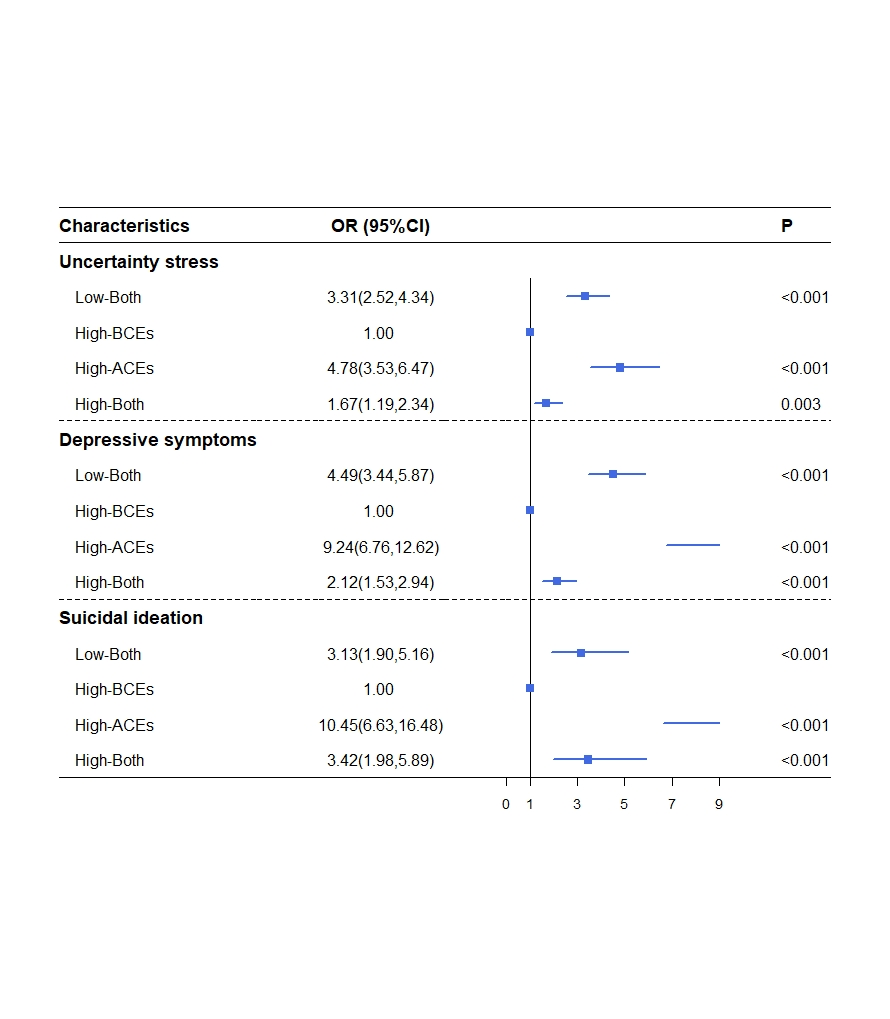 Characteristics OR (95%CI) P
Uncertainty stress
Low-Both 3.31(2.52,4.34) <0.001
High-BCEs 1.00
High-ACEs 4.78(3.53,6.47) <0.001
High-Both 1.67(1.19,2.34) 0.003
Depressive symptoms
Low-Both 4.49(3.44,5.87) <0.001
High-BCEs 1.00
High-ACEs 9.24(6.76,12.62) <0.001
High-Both 2.12(1.53,2.94) <0.001
Suicidal ideation
Low-Both 3.13(1.90,5.16) <0.001
High-BCEs 1.00
High-ACEs 10.45(6.63,16.48) <0.001
High-Both 3.42(1.98,5.89) <0.001
0 1 3 5 7 9